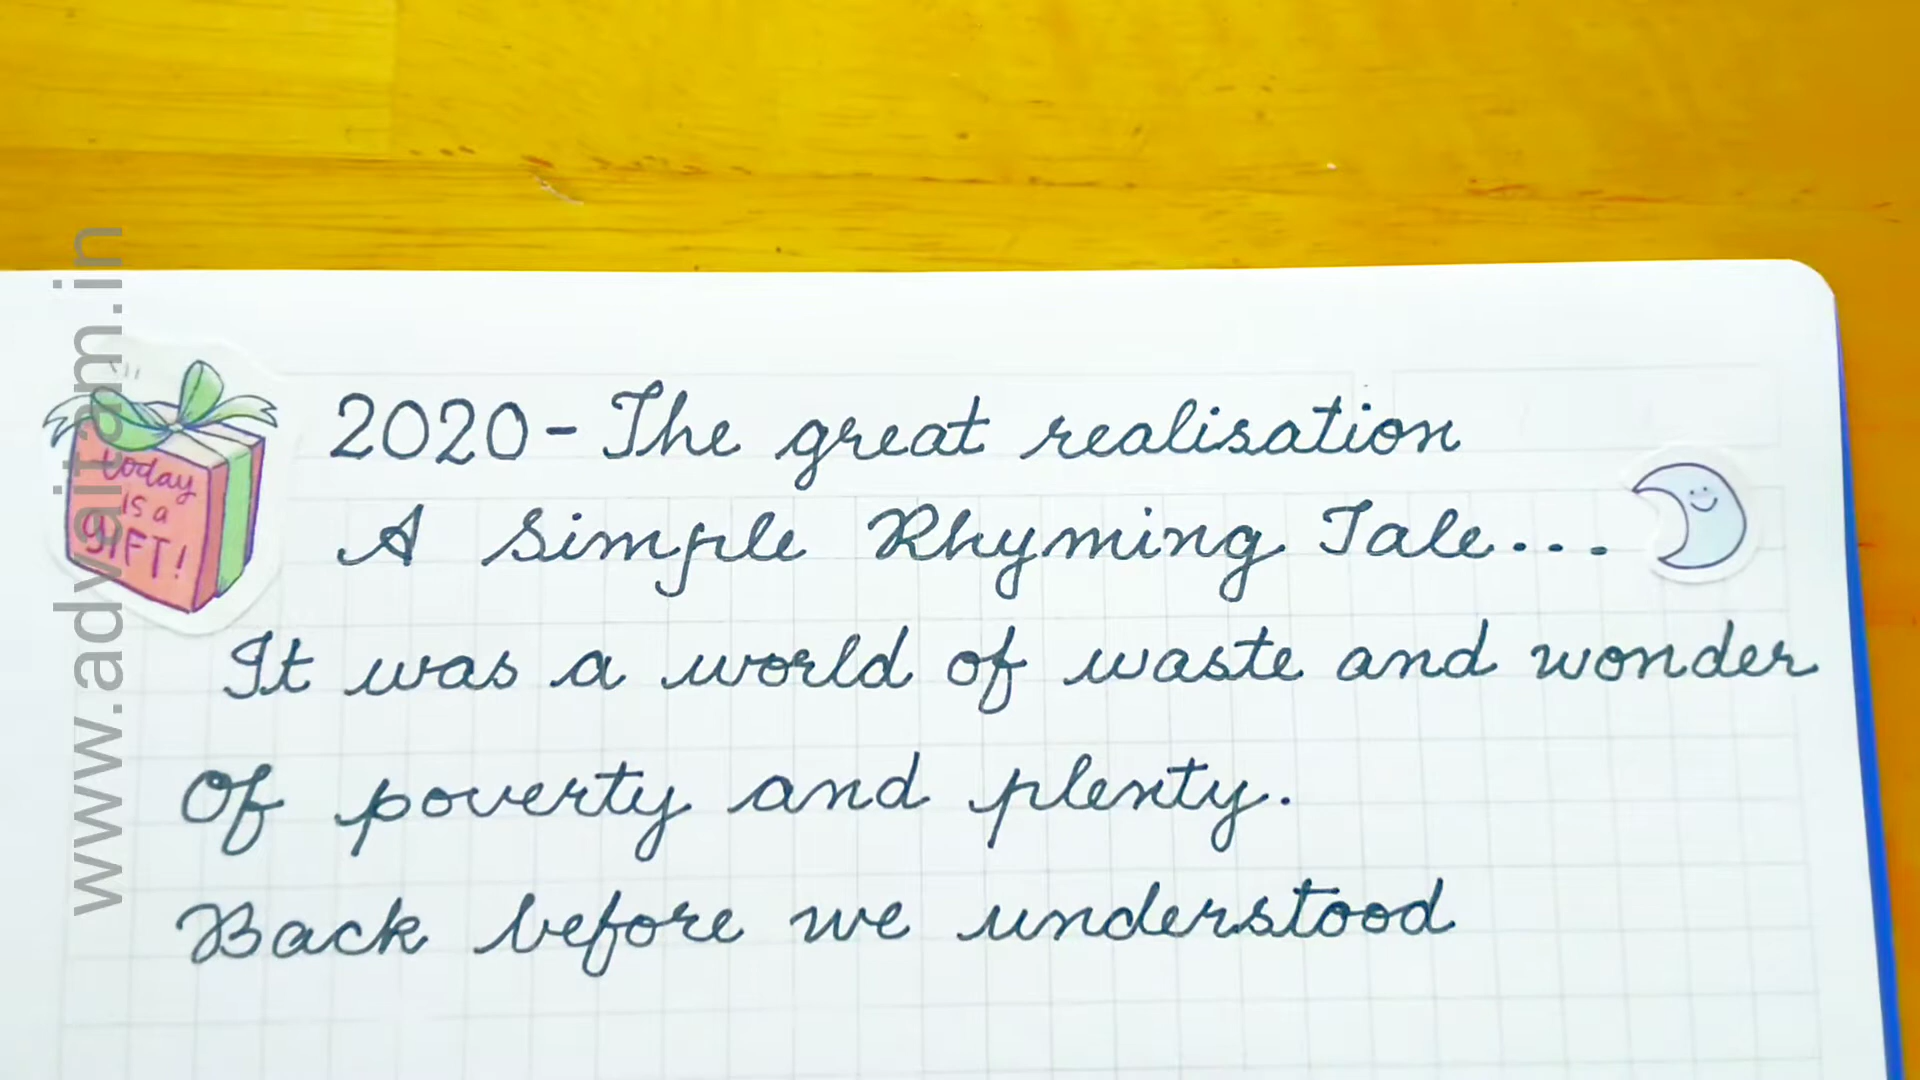 2020-The great realisation
A Simple Rhyming Tale...
It was a world of waste and wonder
Of poverty and plenty.
Back before we understood
today
is a
GIFT!
www.advaitam.in